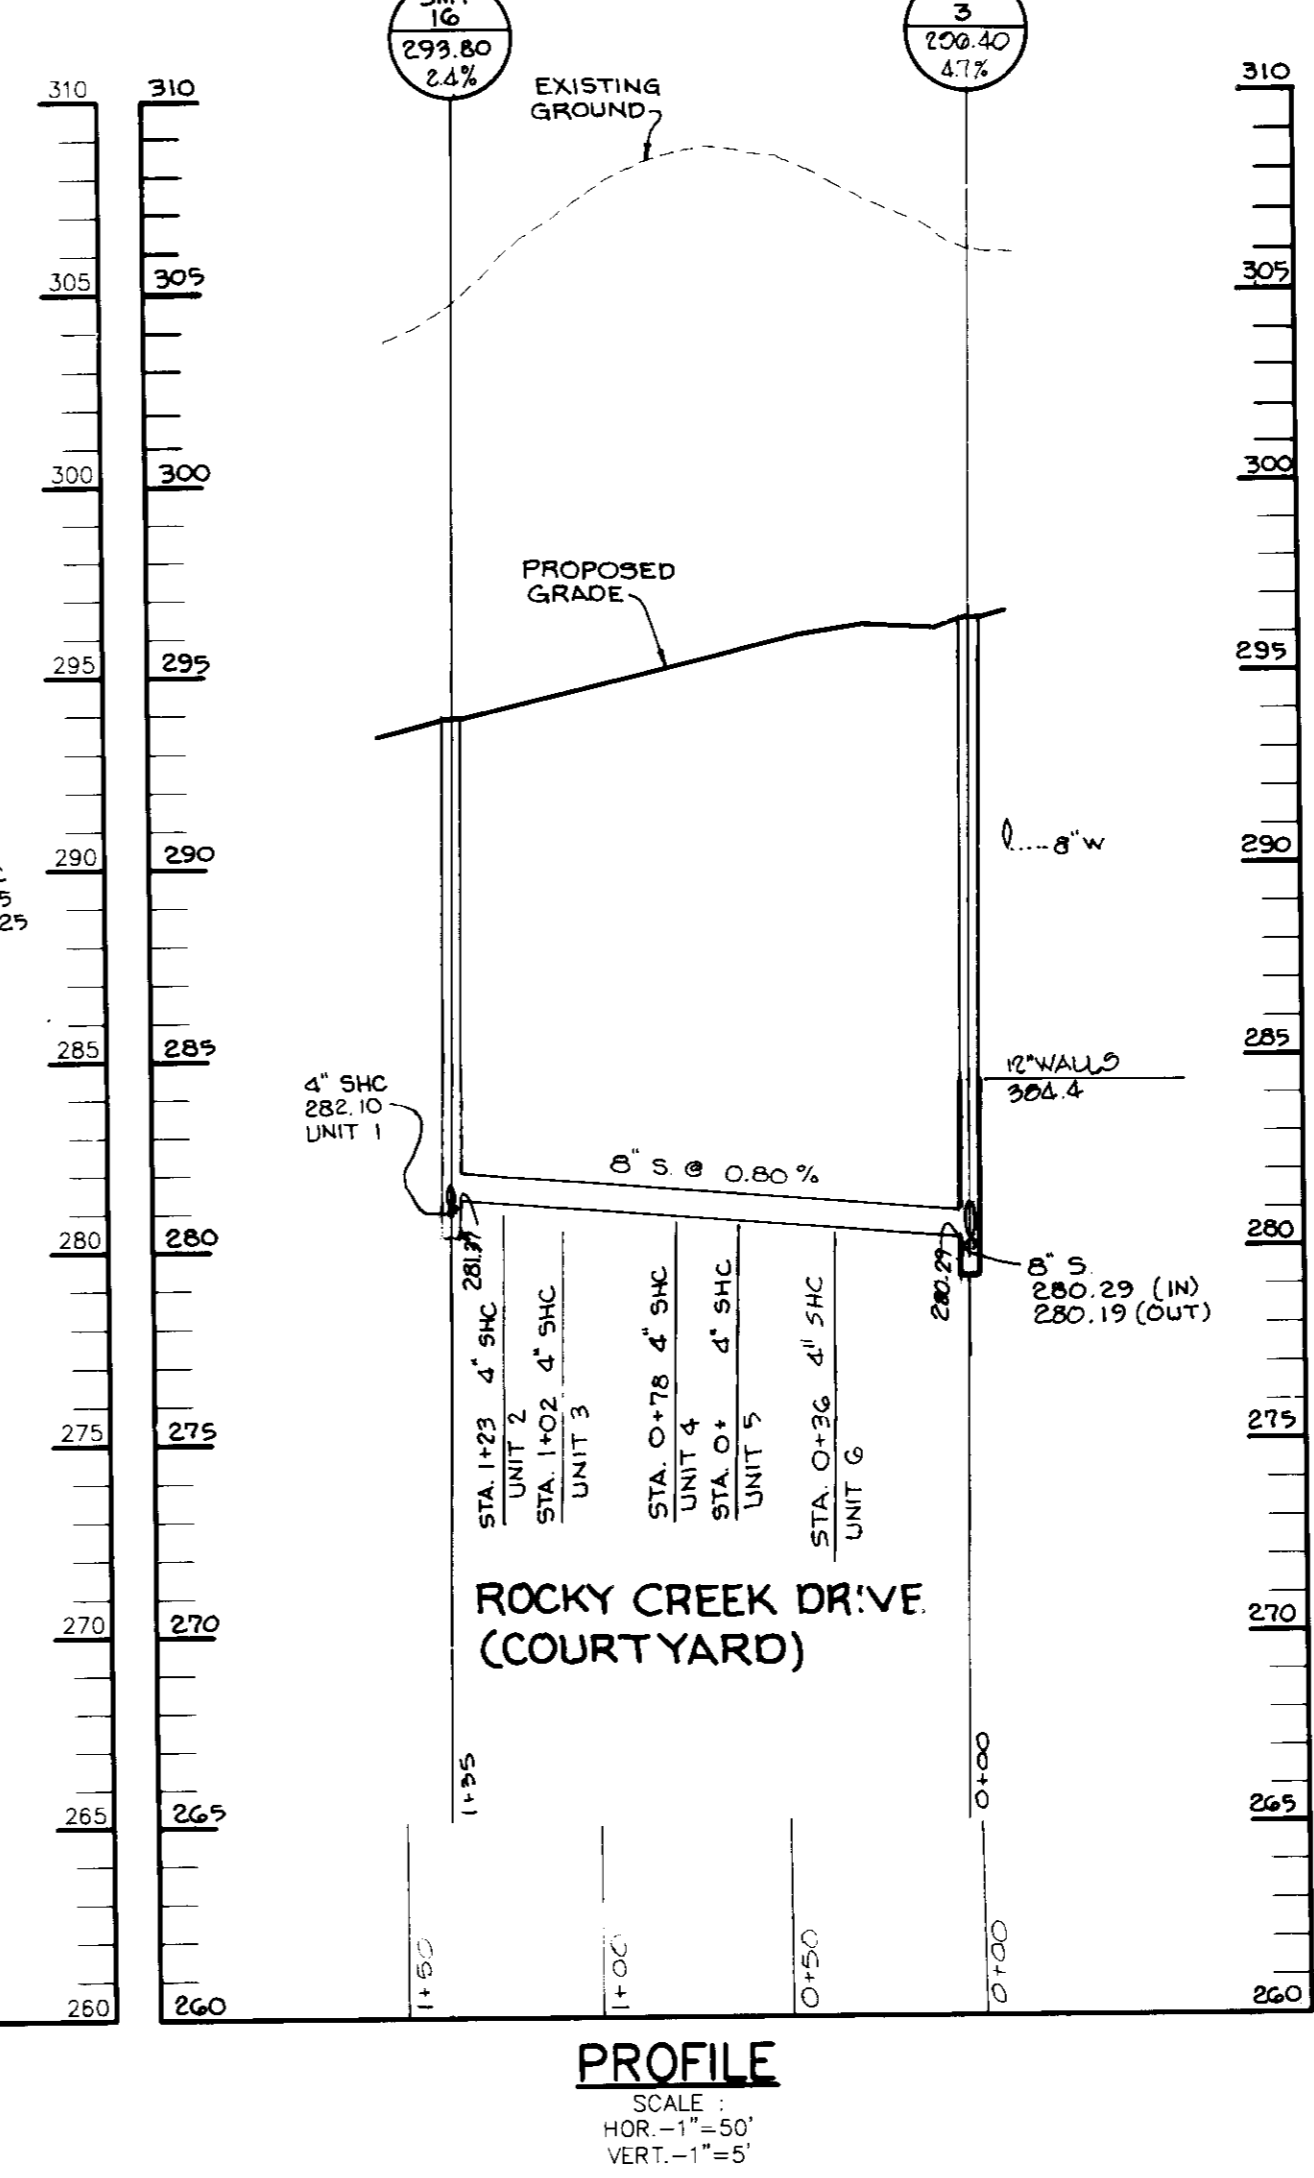 16
293.80
2.4%
3
296.40
4.7%
EXISTING
GROUND
310
310
310
305
305
305
300
300
300
PROPOSED
GRADE
295
295
295
8" W
290
290
290
5
25
285
285
285
12" WALLS
304.4
4" SHC
282.10
UNIT 1
8" S. @ 0.80%
280
280
280
281.37
280.29
8" S.
280.29 (IN)
280.19 (OUT)
STA. 1+23 4" SHC
UNIT 2
STA. 1+02 4" SHC
UNIT 3
STA. 0+78 4" SHC
UNIT 4
STA. 0+ 4" SHC
UNIT 5
STA. 0+36 4" SHC
UNIT 6
275
275
275
ROCKY CREEK DRIVE
(COURTYARD)
270
270
270
1+35
0+00
265
265
265
1+50
1+00
0+50
0+00
260
260
260
PROFILE
SCALE :
HOR.-1"=50'
VERT.-1"=5'